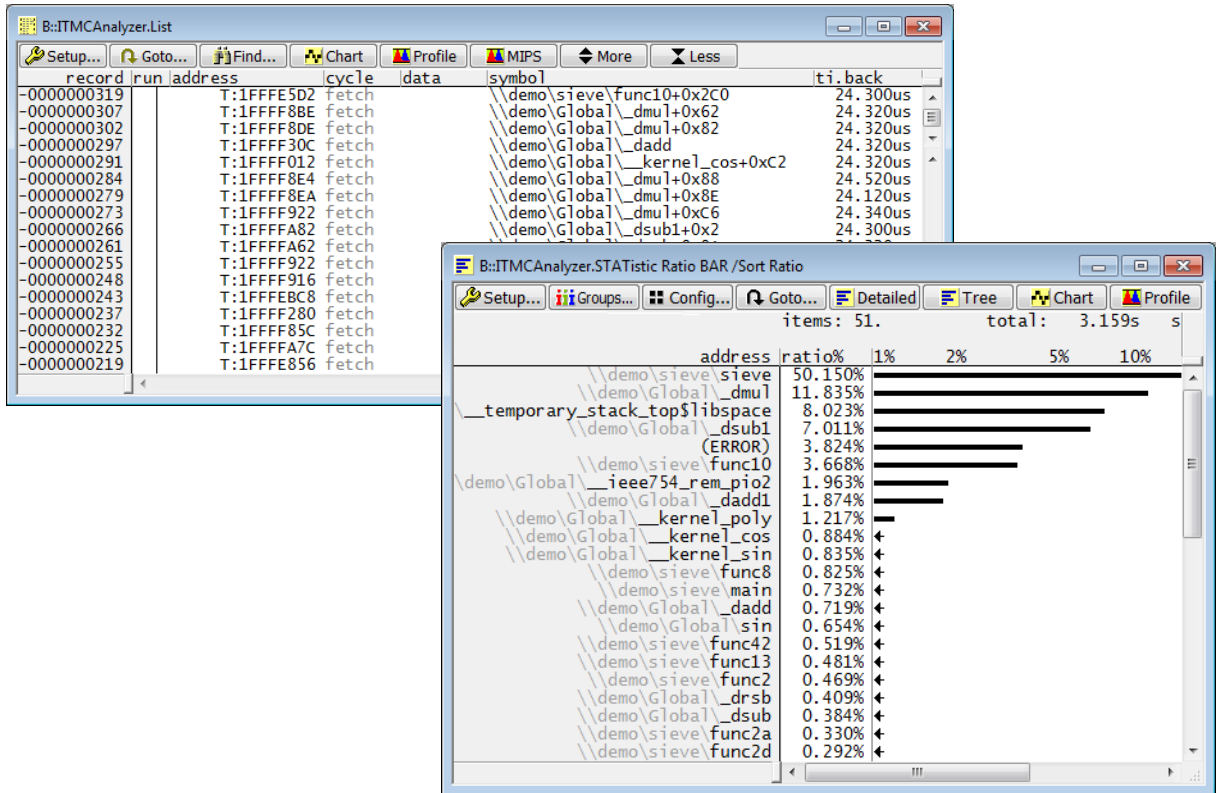 B::ITMCAnalyzer.List
Setup... Goto... Find... Chart Profile MIPS More Less
record run address cycle data symbol ti.back
-0000000319 T:1FFFE5D2 fetch \\demo\sieve\func10+0x2C0 24.300us
-0000000307 T:1FFFF8BE fetch \\demo\Global\_dmul+0x62 24.320us
-0000000302 T:1FFFF8DE fetch \\demo\Global\_dmul+0x82 24.320us
-0000000297 T:1FFFF30C fetch \\demo\Global\_dadd 24.320us
-0000000291 T:1FFFF012 fetch \\demo\Global\__kernel_cos+0xC2 24.320us
-0000000284 T:1FFFF8E4 fetch \\demo\Global\_dmul+0x88 24.520us
-0000000279 T:1FFFF8EA fetch \\demo\Global\_dmul+0x8E 24.120us
-0000000273 T:1FFFF922 fetch \\demo\Global\_dmul+0xC6 24.340us
-0000000266 T:1FFFFA82 fetch \\demo\Global\_dsub1+0x2 24.300us
-0000000261 T:1FFFFA62 fetch
-0000000255 T:1FFFF922 fetch
-0000000248 T:1FFFF916 fetch
-0000000243 T:1FFFEBC8 fetch
-0000000237 T:1FFFF280 fetch
-0000000232 T:1FFFF85C fetch
-0000000225 T:1FFFFA7C fetch
-0000000219 T:1FFFE856 fetch
B::ITMCAnalyzer.STATistic Ratio BAR /Sort Ratio
Setup... Groups... Config... Goto... Detailed Tree Chart Profile
items: 51. total: 3.159s s
address ratio% 1% 2% 5% 10%
\\demo\sieve\sieve 50.150%
\\demo\Global\_dmul 11.835%
\__temporary_stack_top$libspace 8.023%
\\demo\Global\_dsub1 7.011%
(ERROR) 3.824%
\\demo\sieve\func10 3.668%
\demo\Global\__ieee754_rem_pio2 1.963%
\\demo\Global\_dadd1 1.874%
\\demo\Global\__kernel_poly 1.217%
\\demo\Global\__kernel_cos 0.884%
\\demo\Global\__kernel_sin 0.835%
\\demo\sieve\func8 0.825%
\\demo\sieve\main 0.732%
\\demo\Global\_dadd 0.719%
\\demo\Global\sin 0.654%
\\demo\sieve\func42 0.519%
\\demo\sieve\func13 0.481%
\\demo\sieve\func2 0.469%
\\demo\Global\_drsb 0.409%
\\demo\Global\_dsub 0.384%
\\demo\sieve\func2a 0.330%
\\demo\sieve\func2d 0.292%